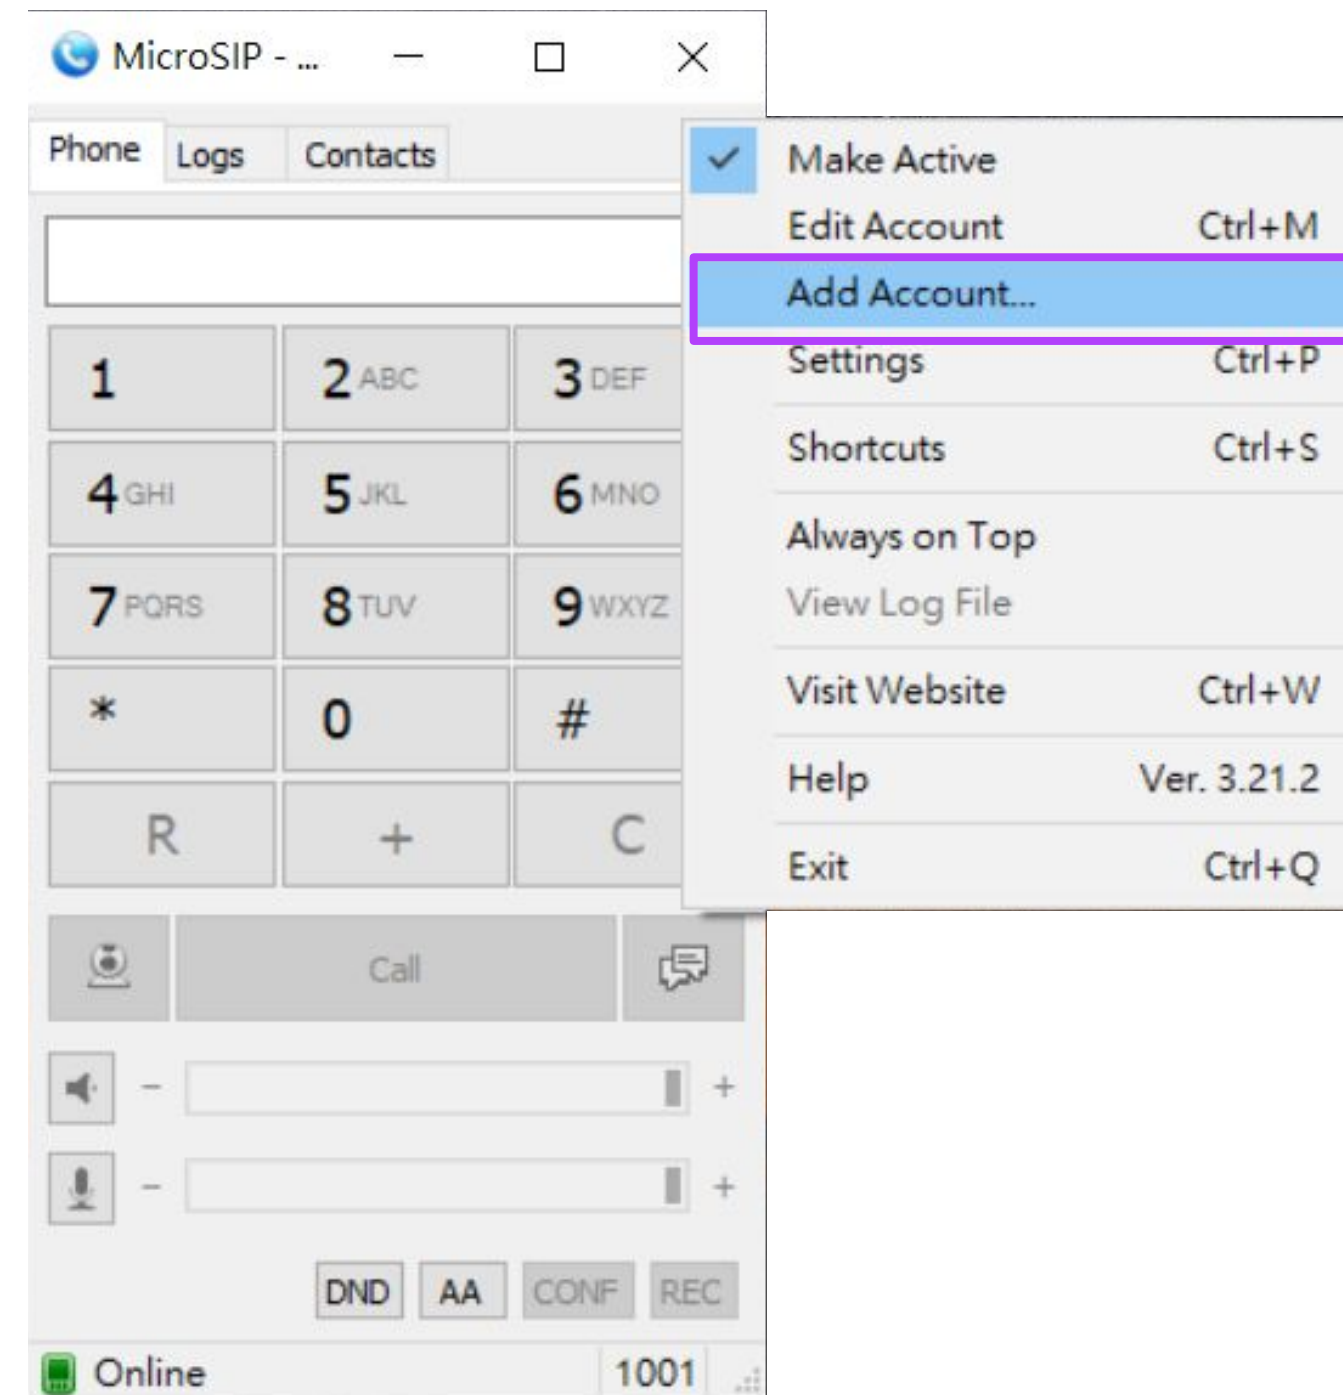 MicroSIP - ...
Phone Logs Contacts
Make Active
Edit Account Ctrl+M
Add Account...
Settings Ctrl+P
Shortcuts Ctrl+S
Always on Top
View Log File
Visit Website Ctrl+W
Help Ver. 3.21.2
Exit Ctrl+Q
1 2 ABC 3 DEF
4 GHI 5 JKL 6 MNO
7 PQRS 8 TUV 9 WXYZ
* 0 #
R + C
Call
- +
- +
DND AA CONF REC
Online 1001